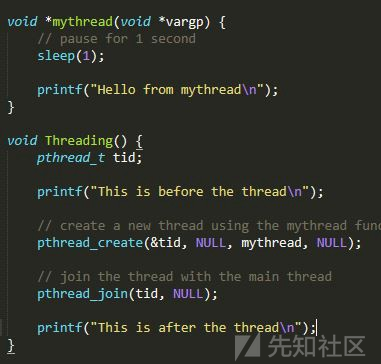 void *mythread(void *vargp) {
    // pause for 1 second
    sleep(1);

    printf("Hello from mythread\n");
}

void Threading() {
    pthread_t tid;

    printf("This is before the thread\n");

    // create a new thread using the mythread func
    pthread_create(&tid, NULL, mythread, NULL);

    // join the thread with the main thread
    pthread_join(tid, NULL);

    printf("This is after the thread\n");
}
先知社区